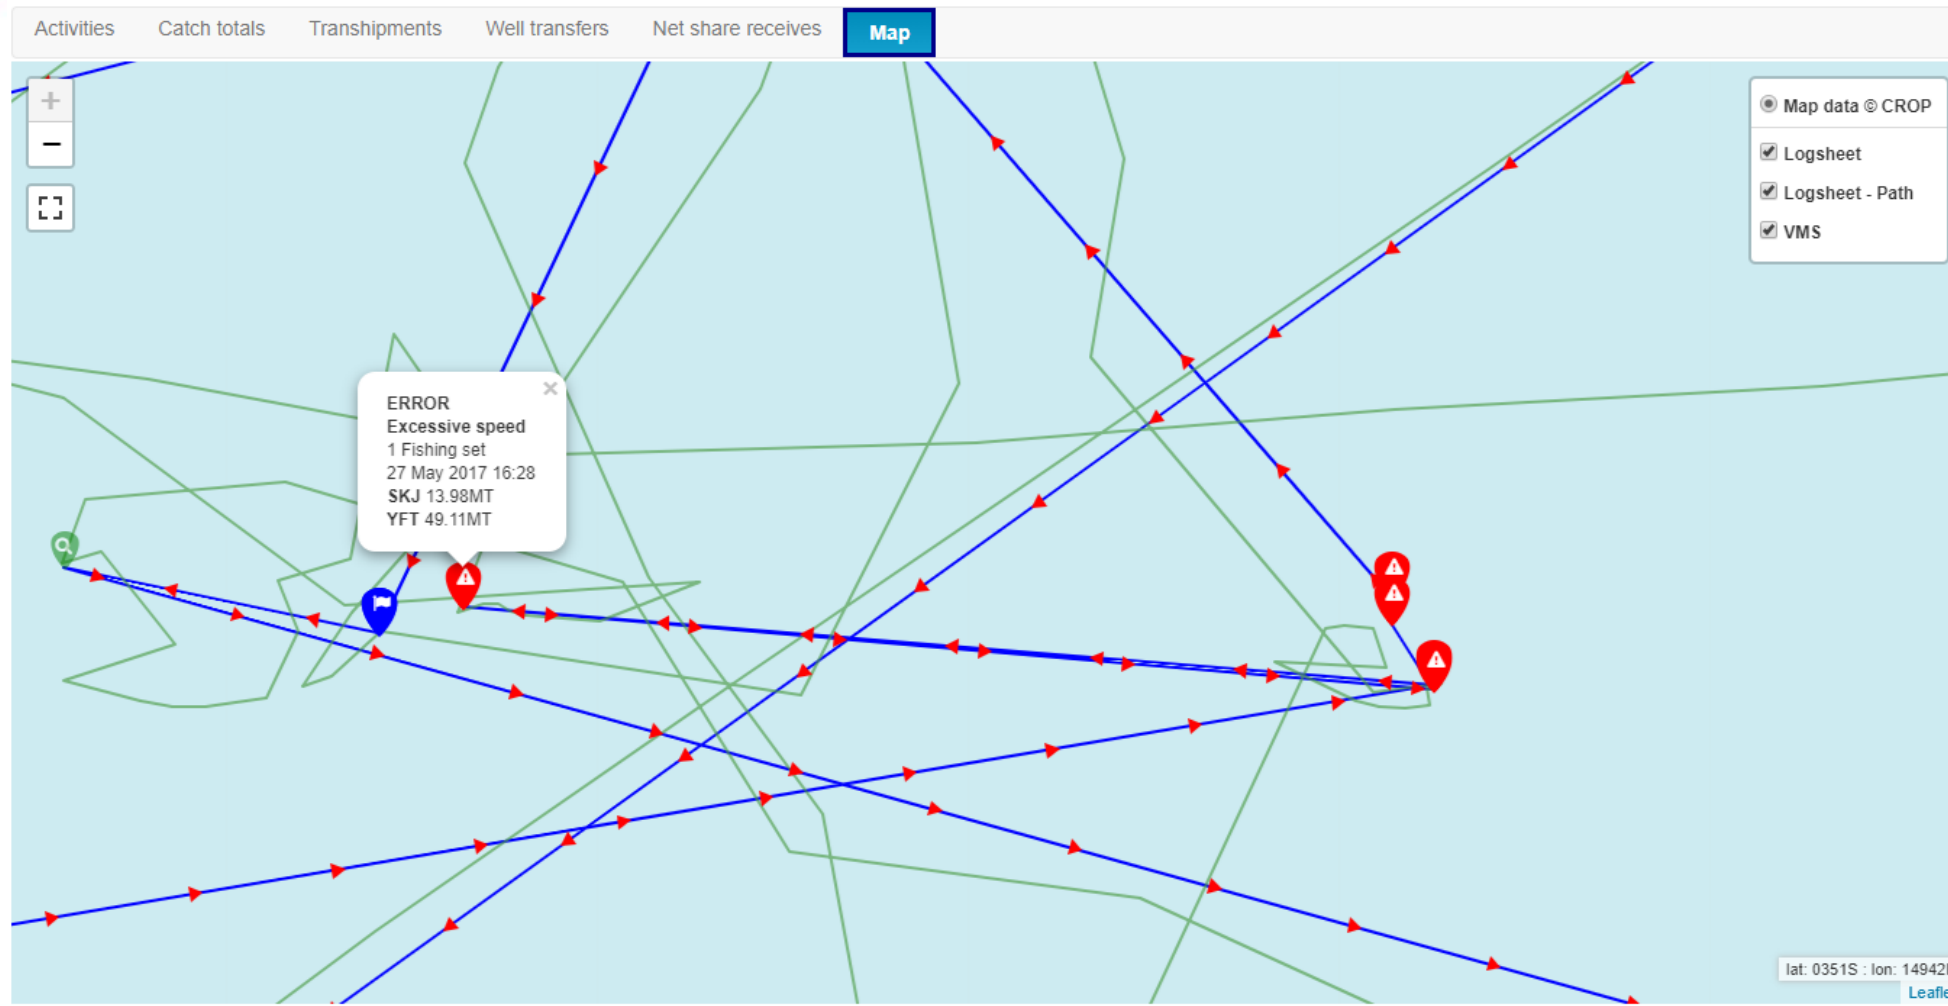 Activities Catch totals Transhipments Well transfers Net share receives Map
+
−
Map data © CROP
Logsheet
Logsheet - Path
VMS
ERROR ×
Excessive speed
1 Fishing set
27 May 2017 16:28
SKJ 13.98MT
YFT 49.11MT
lat: 0351S : lon: 14942
Leafle